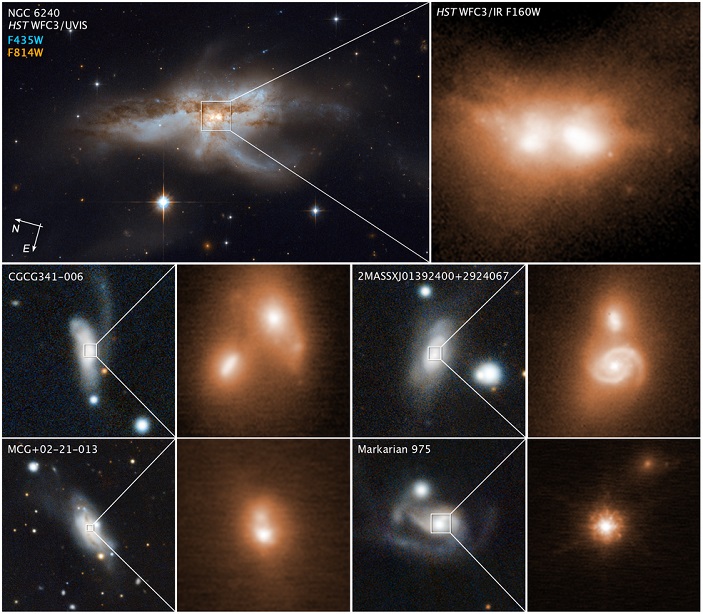 NGC 6240
HST WFC3/UVIS
F435W
F814W
HST WFC3/IR F160W
N
E
CGCG341-006
2MASSXJ01392400+2924067
MCG+02-21-013
Markarian 975